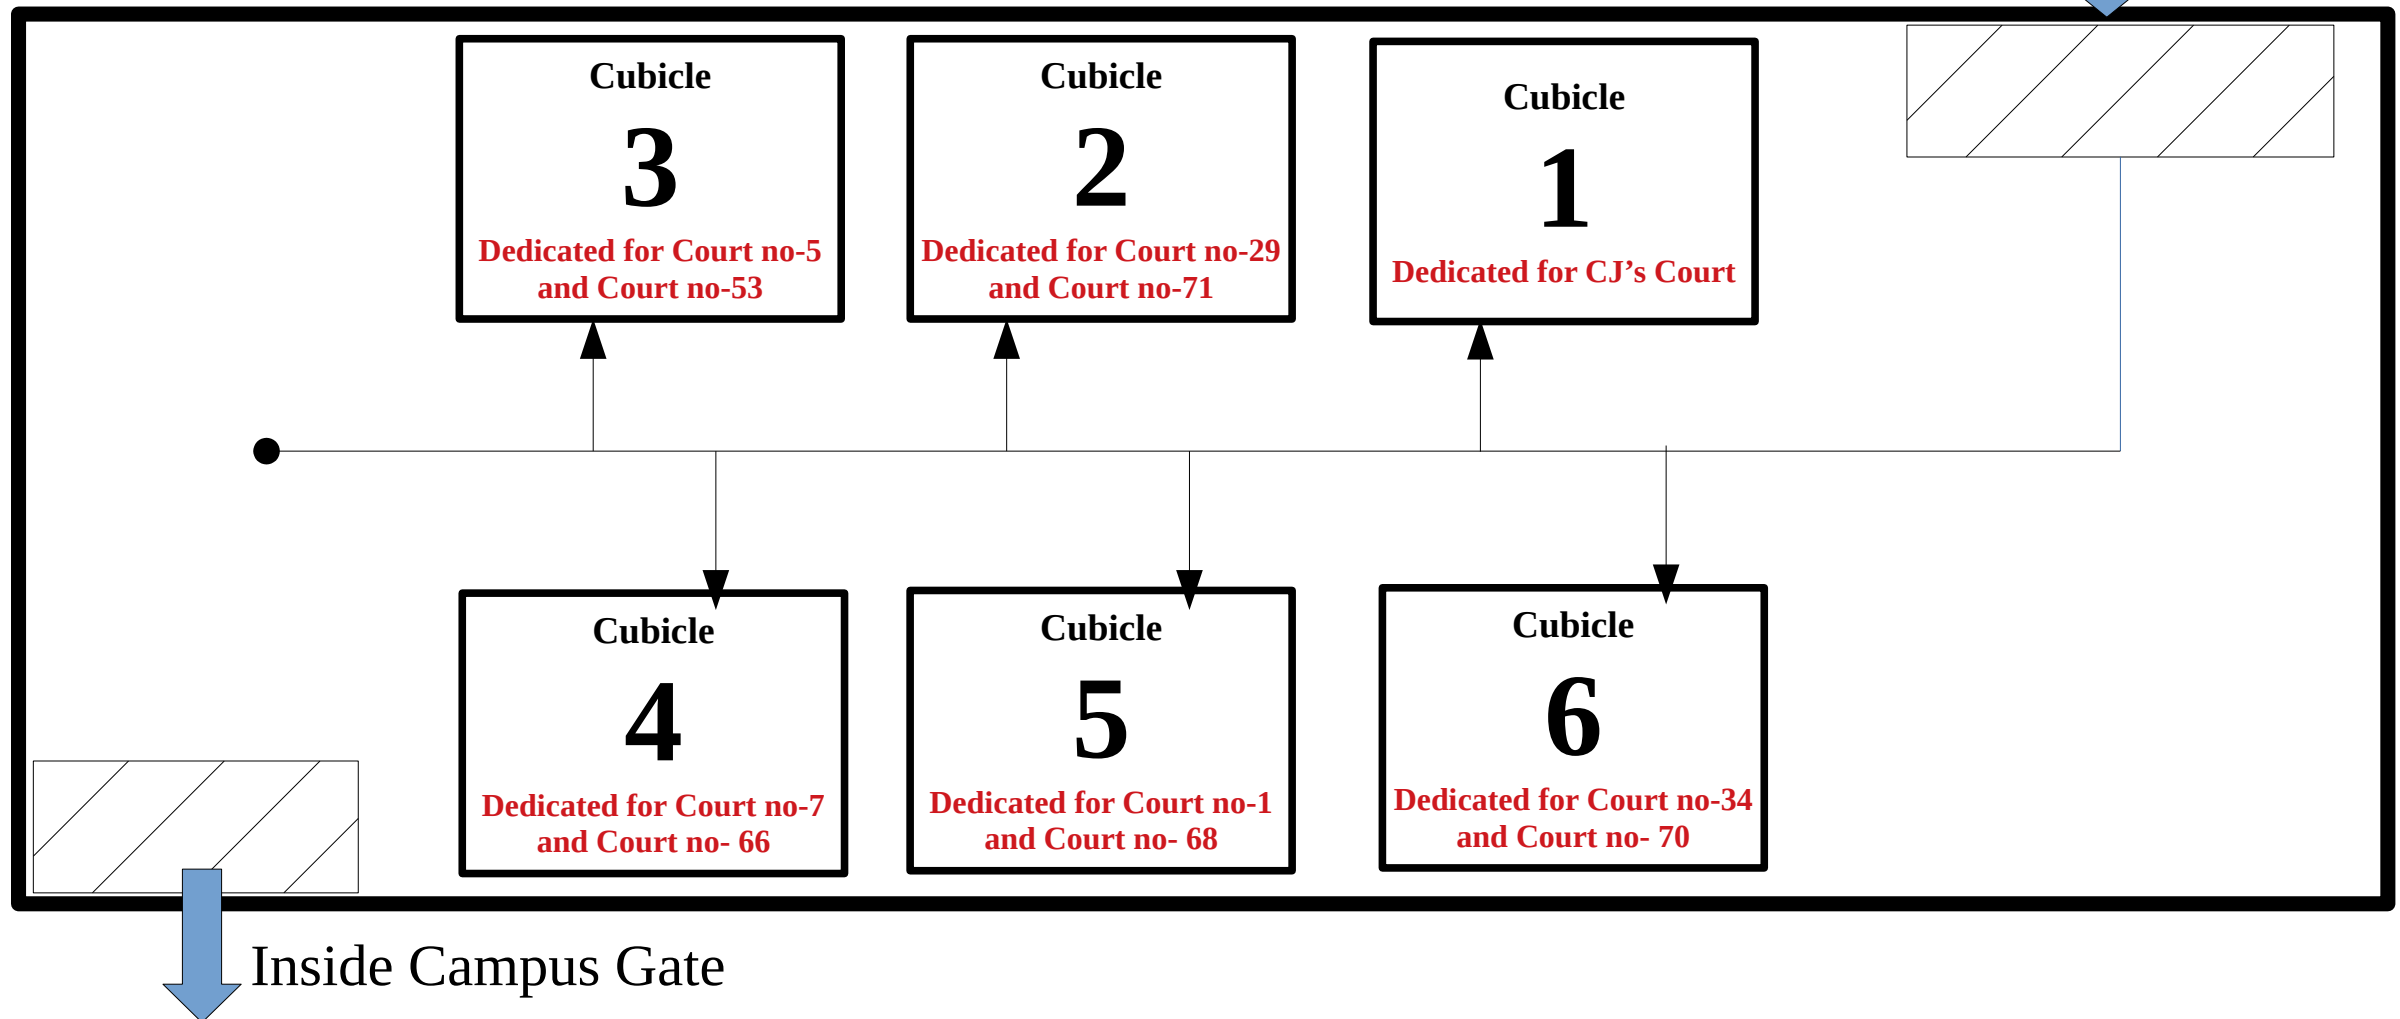 Cubicle
3
Dedicated for Court no-5
and Court no-53
Cubicle
2
Dedicated for Court no-29
and Court no-71
Cubicle
1
Dedicated for CJ’s Court
Cubicle
4
Dedicated for Court no-7
and Court no- 66
Cubicle
5
Dedicated for Court no-1
and Court no- 68
Cubicle
6
Dedicated for Court no-34
and Court no- 70
Inside Campus Gate